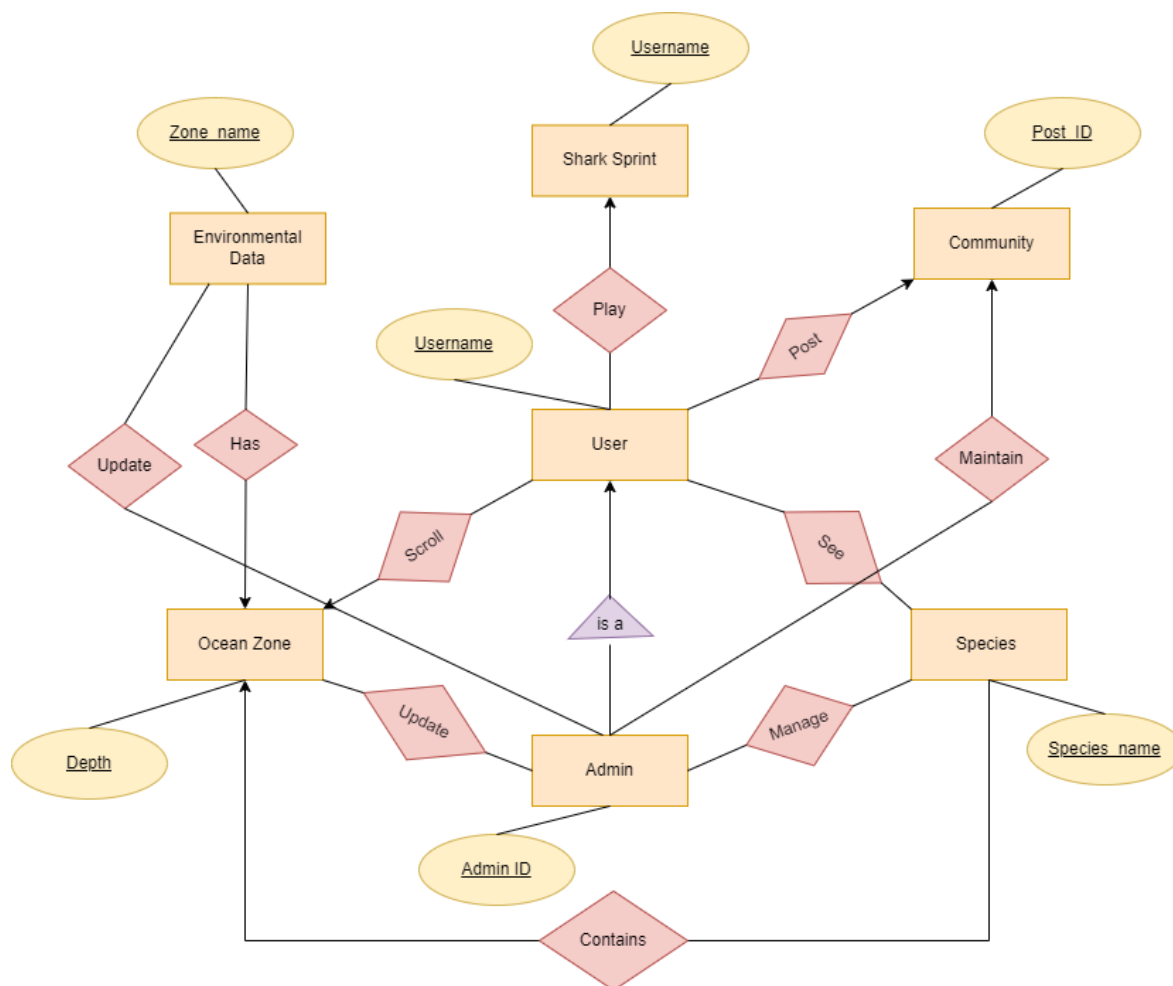 Username
Zone_name
Post_ID
Shark Sprint
Environmental
Data
Community
Play
Username
Post
User
Has
Update
Maintain
Scroll
See
is a
Ocean Zone
Species
Update
Manage
Depth
Admin
Species_name
Admin ID
Contains